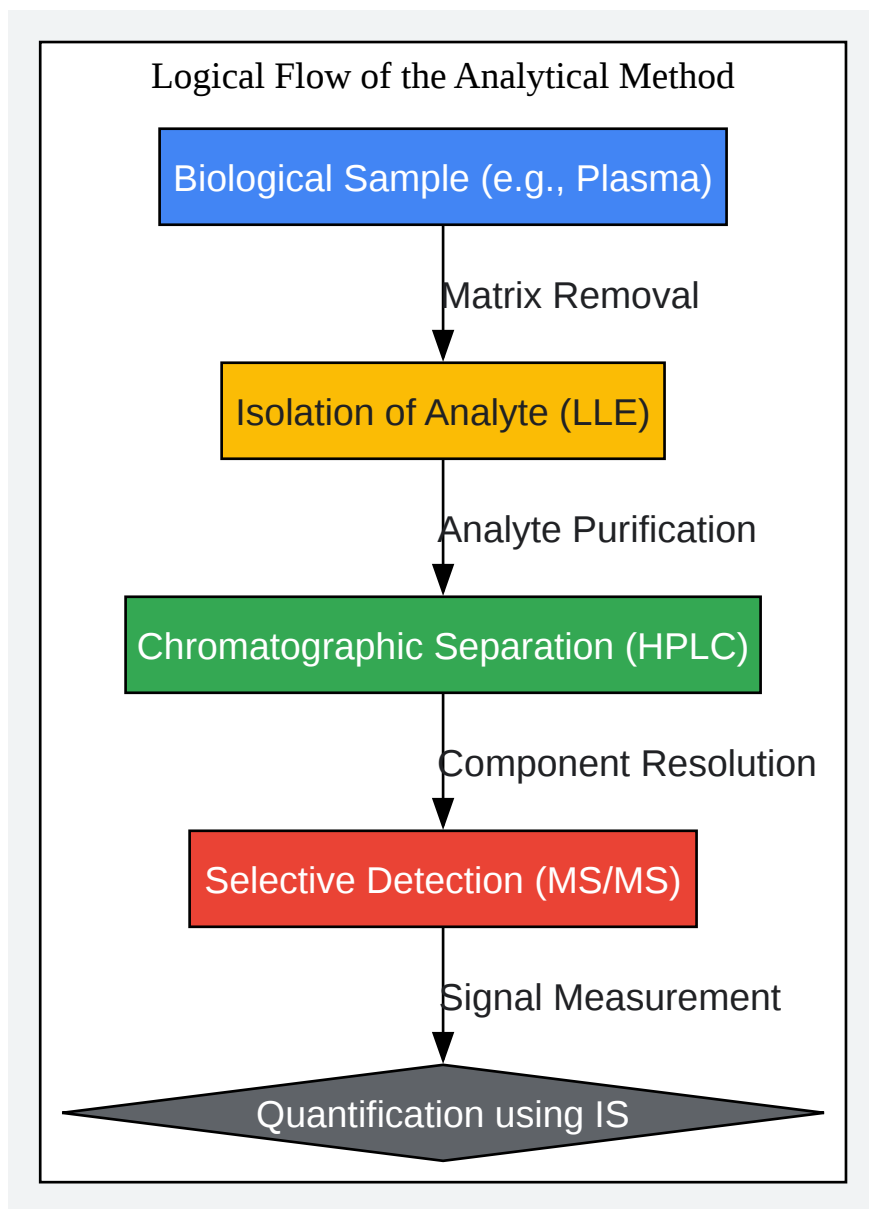 Logical Flow of the Analytical Method
Biological Sample (e.g., Plasma)
Matrix Removal
Isolation of Analyte (LLE)
Analyte Purification
Chromatographic Separation (HPLC)
Component Resolution
Selective Detection (MS/MS)
Signal Measurement
Quantification using IS